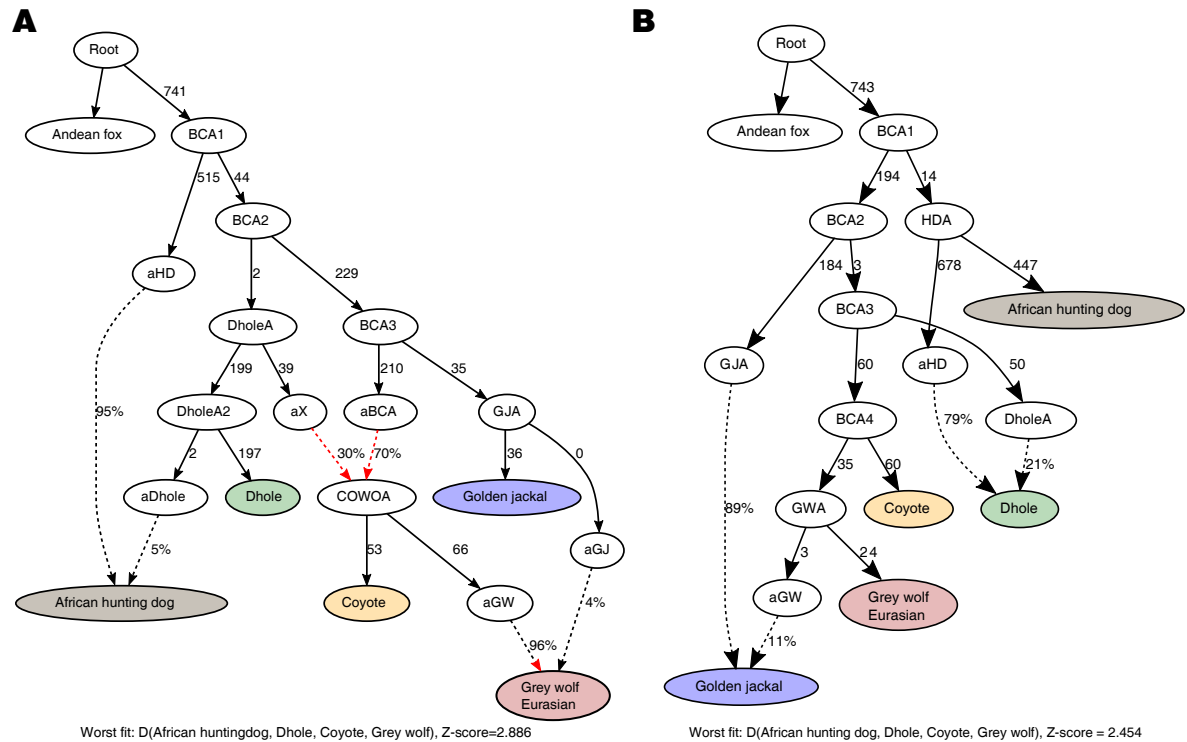 A
Root
741
Andean fox
BCA1
515
44
BCA2
aHD
2
229
DholeA
BCA3
199
39
210
35
DholeA2
aX
aBCA
GJA
95%
2
197
30%
70%
36
0
aDhole
Dhole
COWOA
Golden jackal
5%
53
66
aGJ
African hunting dog
Coyote
aGW
4%
96%
Grey wolf
Eurasian
Worst fit: D(African huntingdog, Dhole, Coyote, Grey wolf), Z-score=2.886
B
Root
743
Andean fox
BCA1
194
14
BCA2
HDA
184
3
678
447
BCA3
African hunting dog
GJA
60
aHD
50
BCA4
DholeA
79%
35
60
21%
89%
GWA
Coyote
Dhole
3
24
aGW
Grey wolf
Eurasian
11%
Golden jackal
Worst fit: D(African hunting dog, Dhole, Coyote, Grey wolf), Z-score = 2.454